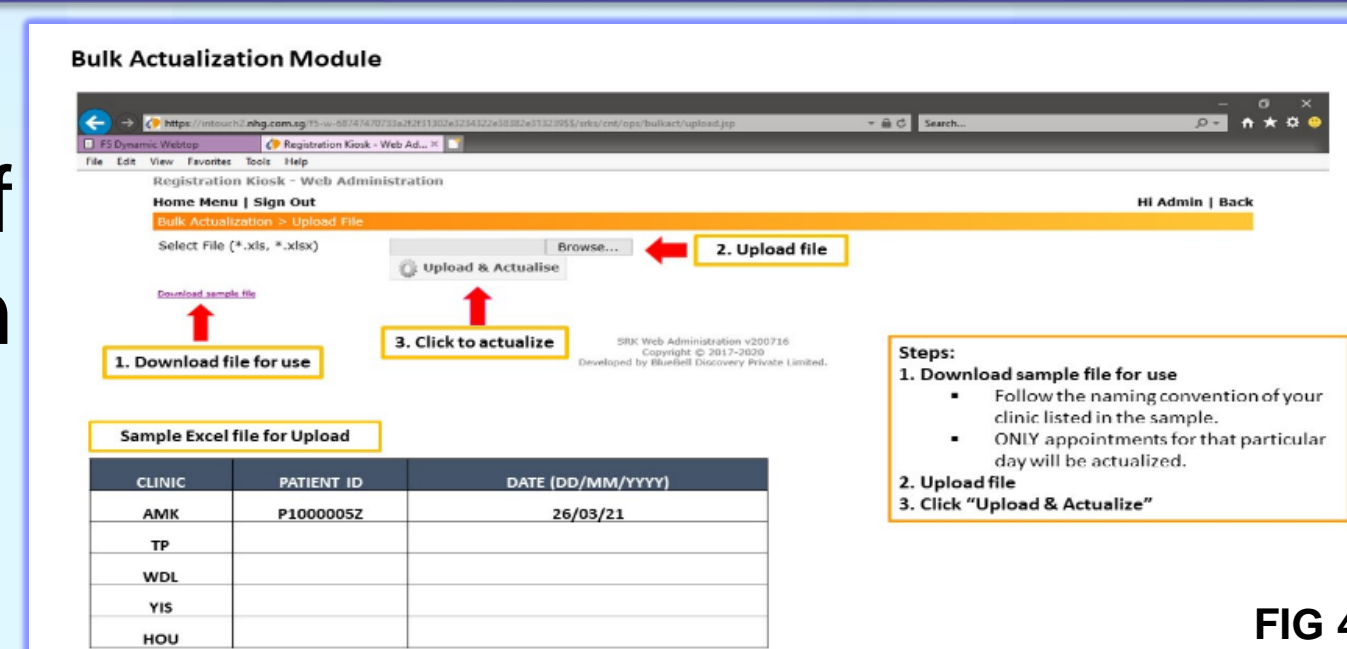 f
n
Bulk Actualization Module
https://intouch2.nhg.com.sg
Search...
F5 Dynamic Webtop
Registration Kiosk - Web Ad...
File Edit View Favorites Tools Help
Registration Kiosk - Web Administration
Home Menu | Sign Out
Hi Admin | Back
Bulk Actualization > Upload File
Select File (*.xls, *.xlsx)
Browse...
2. Upload file
Upload & Actualise
Download sample file
1. Download file for use
3. Click to actualize
SRK Web Administration v200716
Copyright © 2017-2020
Developed by BlueBell Discovery Private Limited.
Steps:
1. Download sample file for use
▪ Follow the naming convention of your
clinic listed in the sample.
▪ ONLY appointments for that particular
day will be actualized.
2. Upload file
3. Click “Upload & Actualize”
Sample Excel file for Upload
CLINIC PATIENT ID DATE (DD/MM/YYYY)
AMK P1000005Z 26/03/21
TP
WDL
YIS
HOU
FIG 4